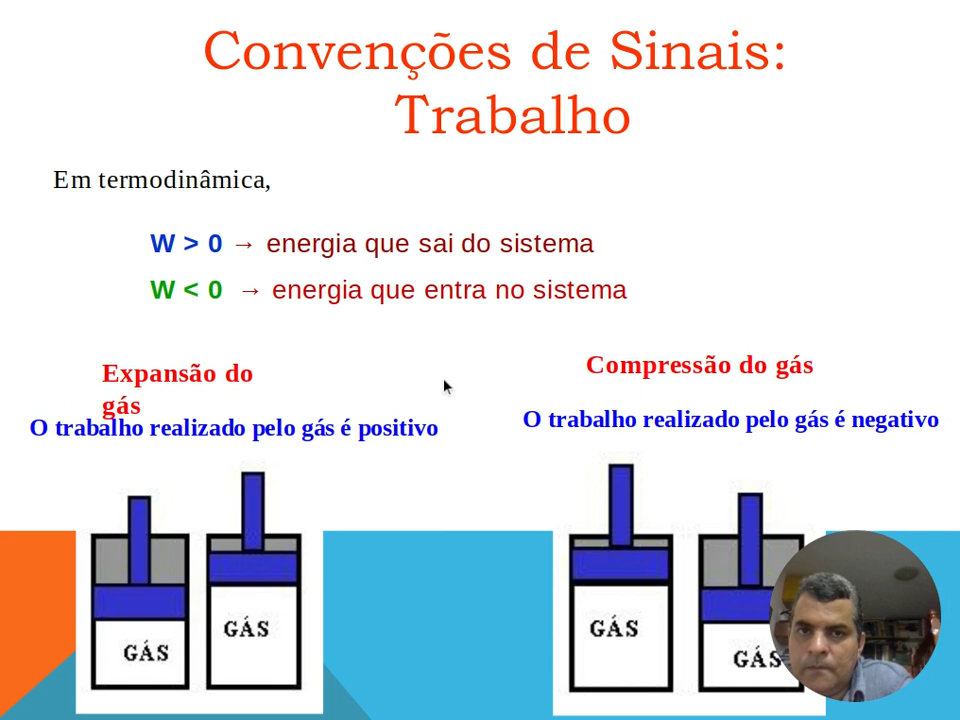 Convenções de Sinais:
Trabalho
Em termodinâmica,
W > 0 → energia que sai do sistema
W < 0 → energia que entra no sistema
Expansão do
gás
O trabalho realizado pelo gás é positivo
Compressão do gás
O trabalho realizado pelo gás é negativo
GÁS
GÁS
GÁS
GÁS